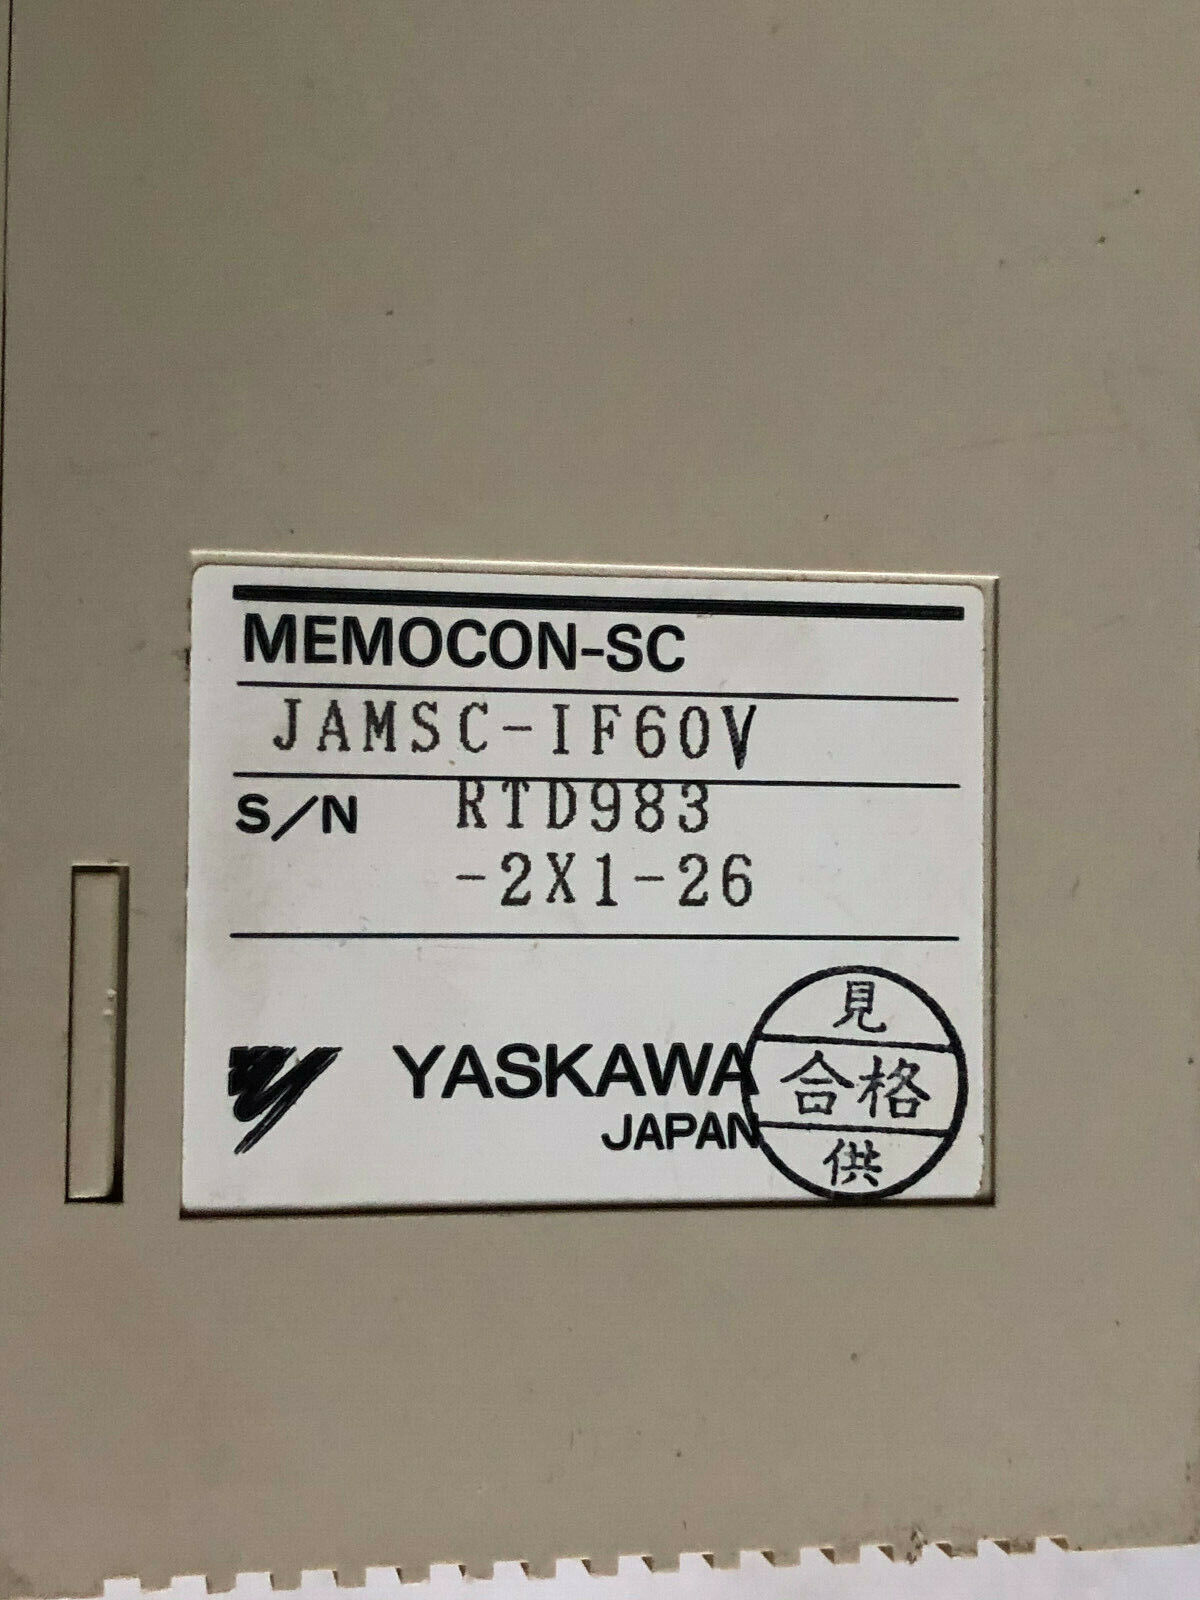 MEMOCON-SC
JAMSC-IF60V
S/N RTD983
-2X1-26
YASKAWA
JAPAN
見
合格
供